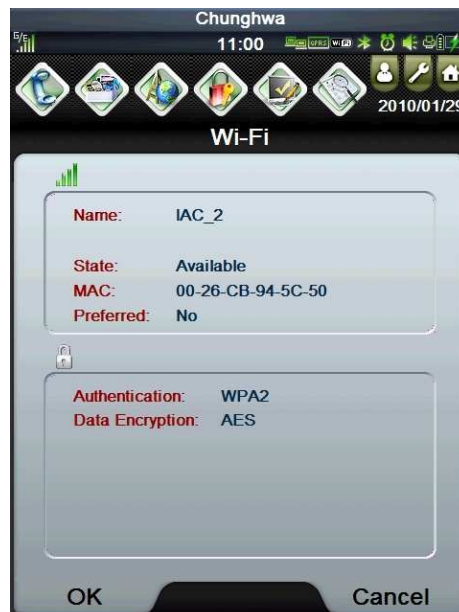 Chunghwa
11:00
GPRS
2010/01/29
Wi-Fi
Name: IAC_2
State: Available
MAC: 00-26-CB-94-5C-50
Preferred: No
Authentication: WPA2
Data Encryption: AES
OK Cancel